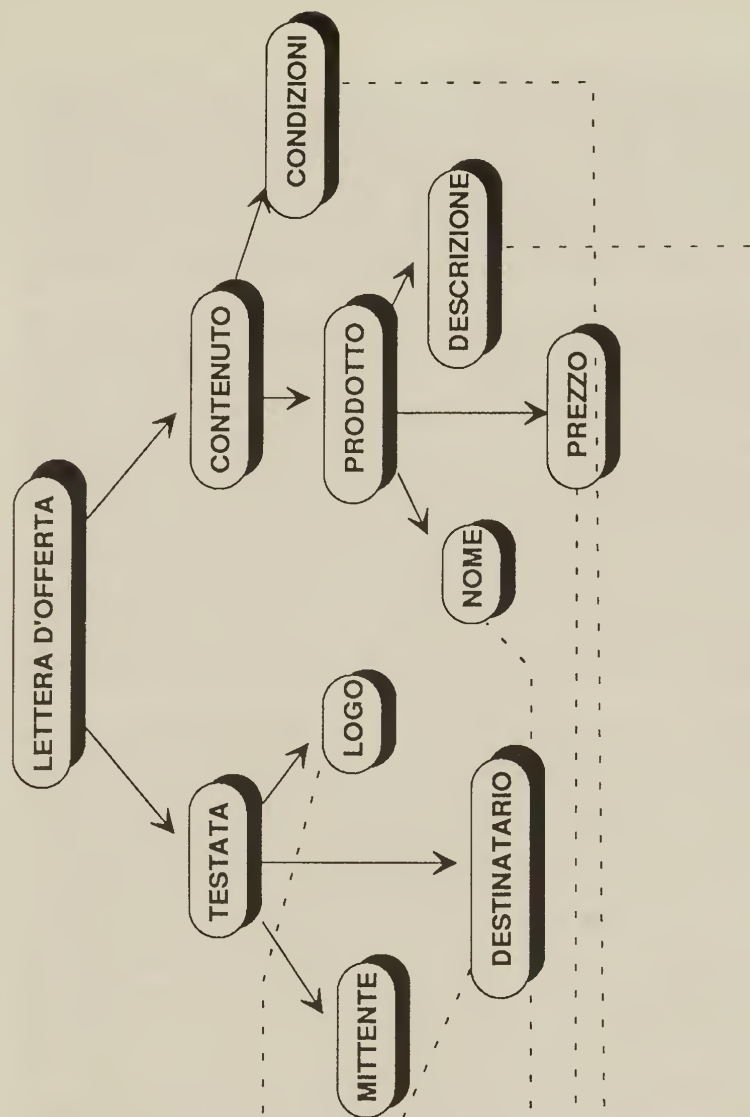 LETTERA D'OFFERTA
TESTATA
CONTENUTO
MITTENTE
LOGO
PRODOTTO
CONDIZIONI
DESTINATARIO
NOME
DESCRIZIONE
PREZZO